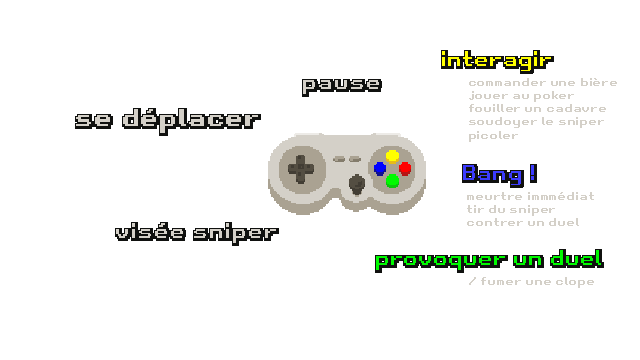 interagir
pause
commander une bière
jouer au poker
fouiller un cadavre
soudoyer le sniper
picoler
se déplacer
Bang !
meurtre immédiat
tir du sniper
contrer un duel
visée sniper
provoquer un duel
/ fumer une clope